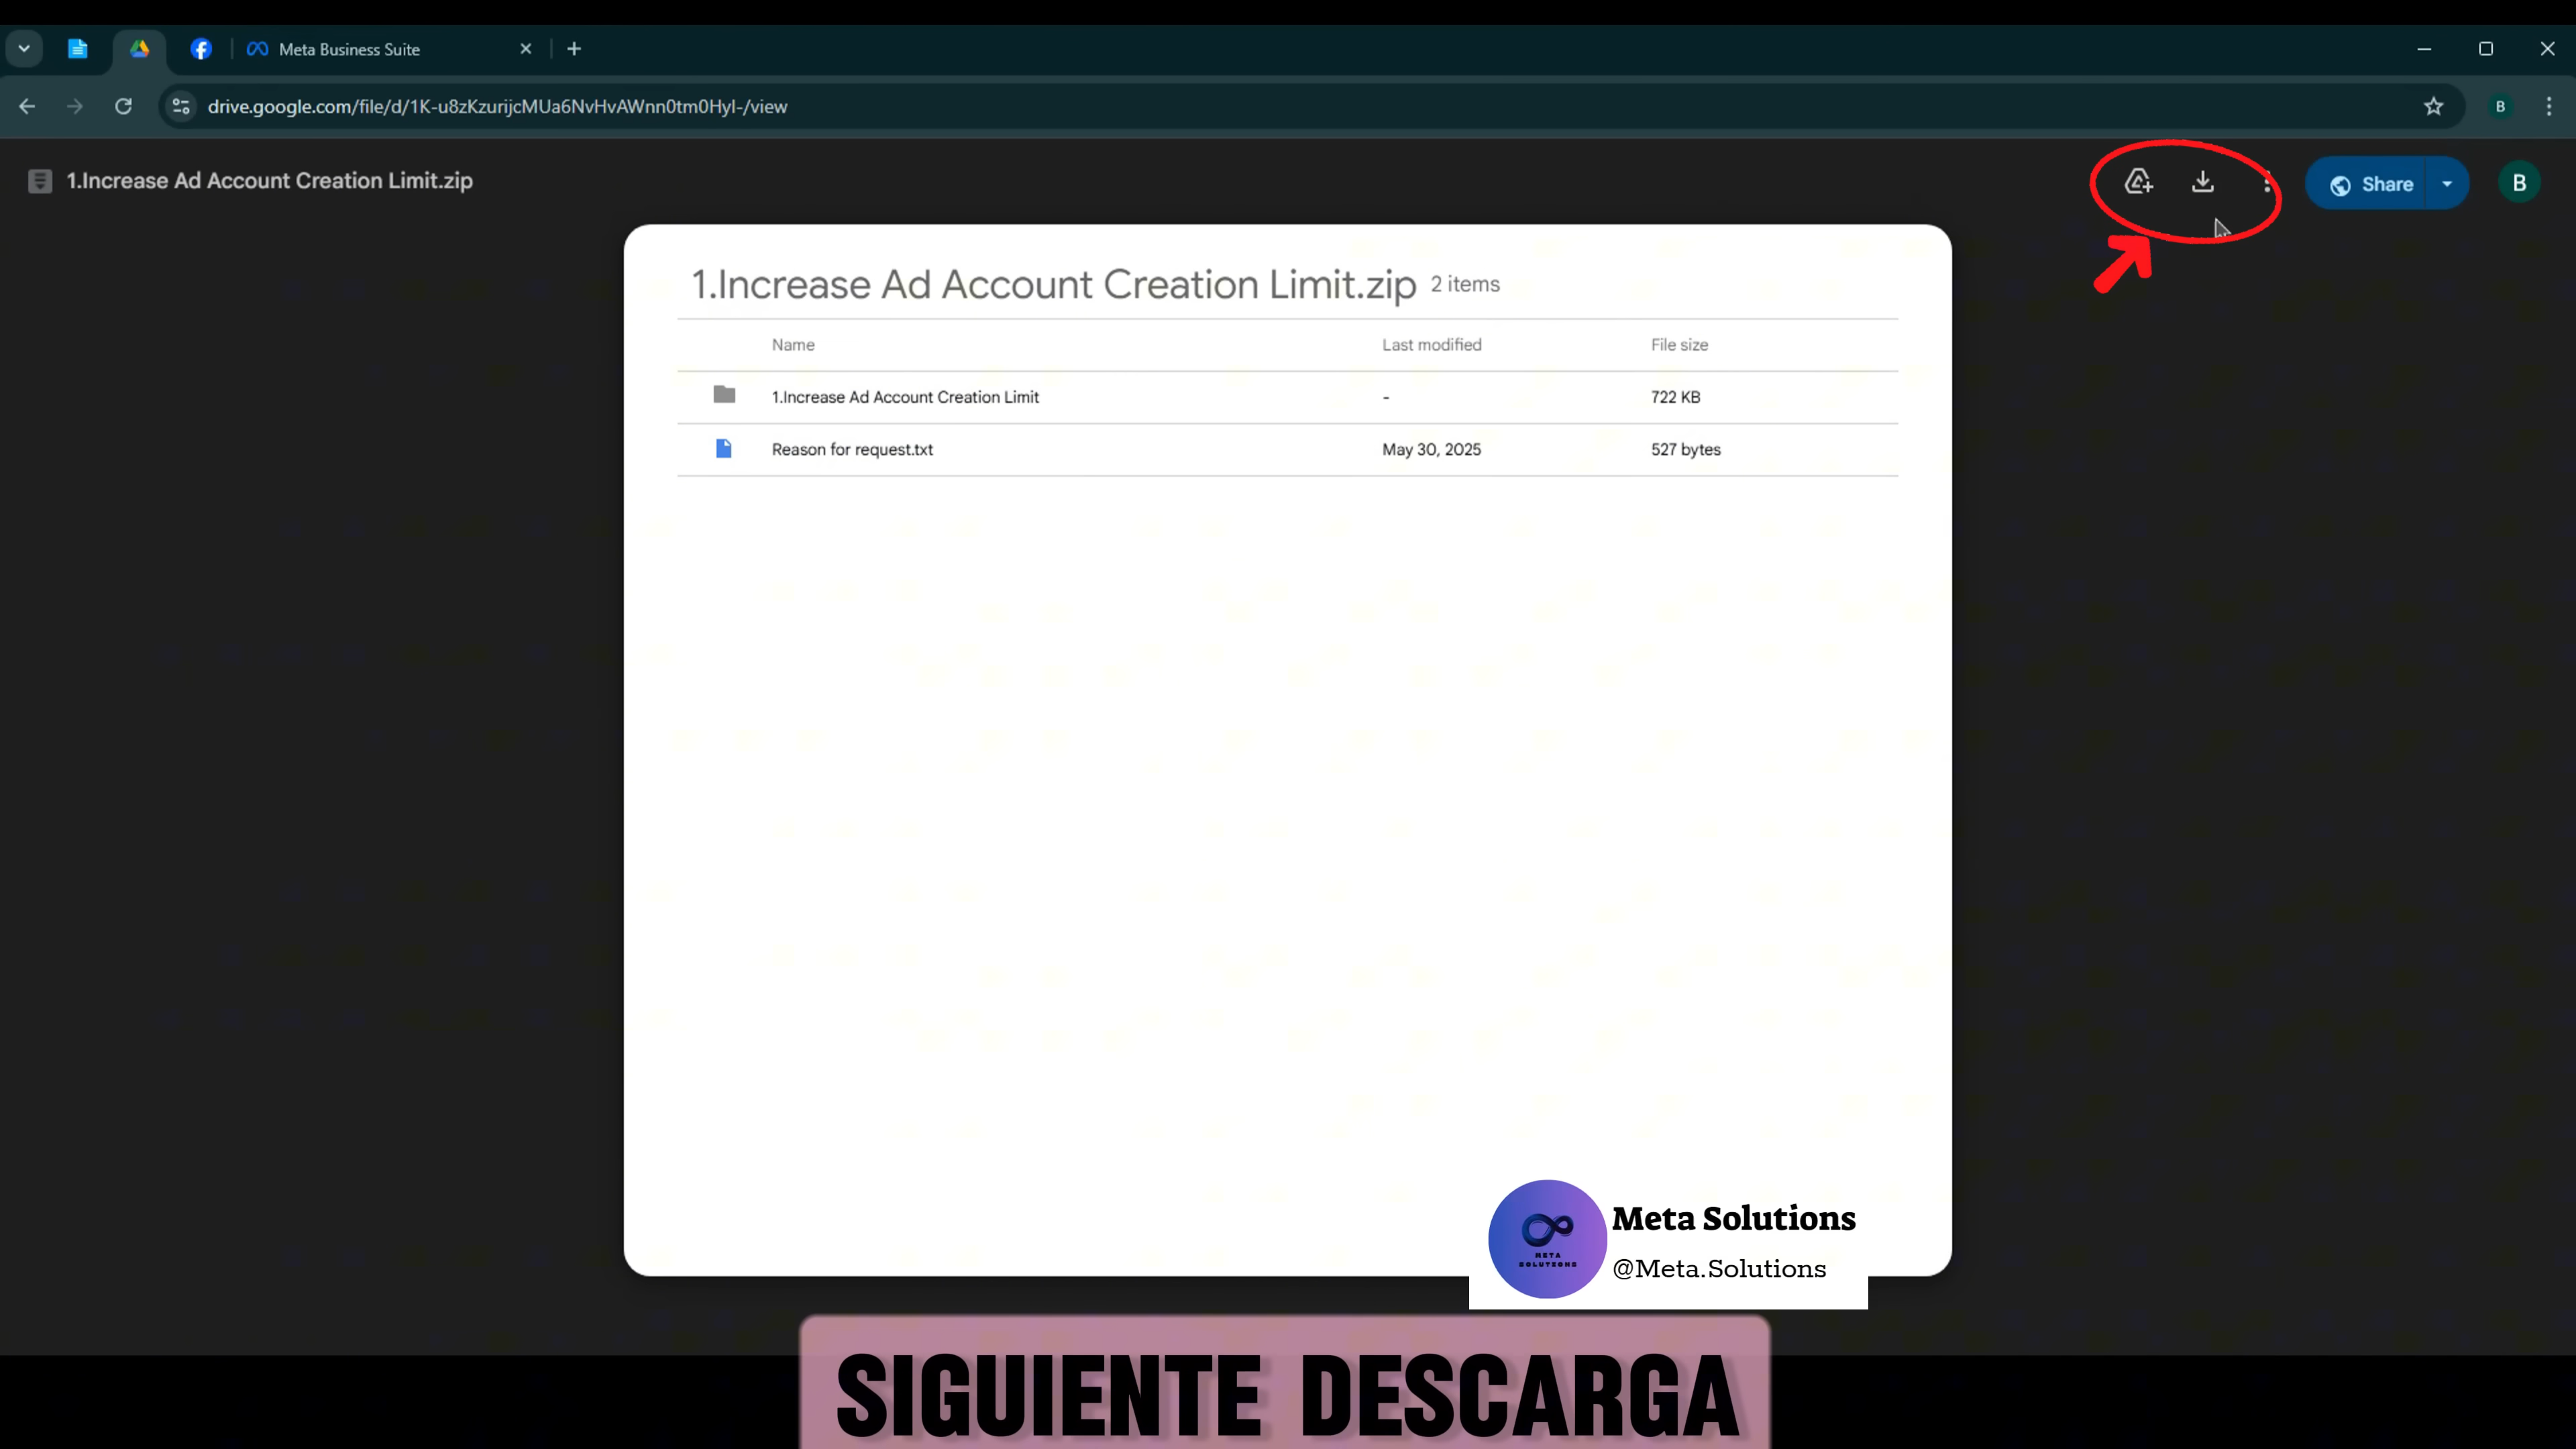 Meta Business Suite
drive.google.com/file/d/1K-u8zKzurijcMUa6NvHvAWnn0tm0HyI-/view
B
1.Increase Ad Account Creation Limit.zip
Share
B
1.Increase Ad Account Creation Limit.zip 2 items
Name Last modified File size
1.Increase Ad Account Creation Limit - 722 KB
Reason for request.txt May 30, 2025 527 bytes
META
SOLUTIONS
Meta Solutions
@Meta.Solutions
SIGUIENTE DESCARGA